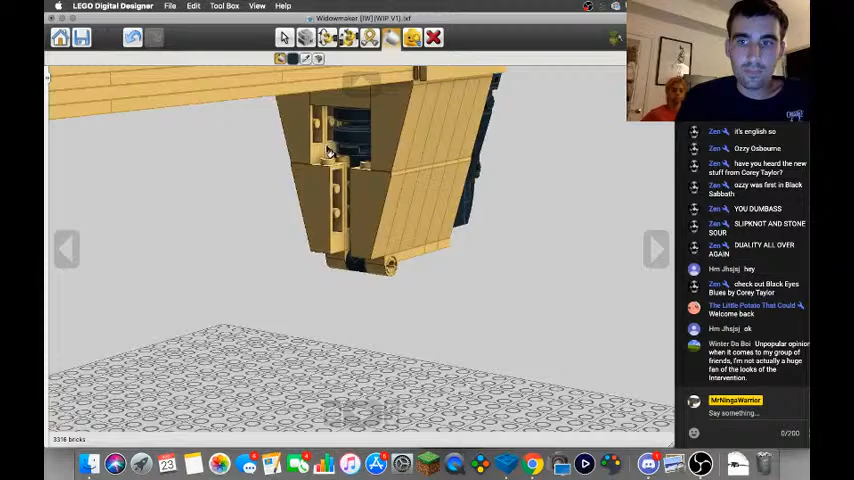 LEGO Digital Designer File Edit Tool Box View Help
Widowmaker [IW](WIP V1).lxf
Zen it's english so
Zen Ozzy Osbourne
Zen have you heard the
new stuff from Corey Taylor?
Zen ozzy was first in Black
Sabbath
Zen YOU DUMBASS
Zen SLIPKNOT AND STONE
SOUR
Zen DUALITY ALL OVER
AGAIN
Hm Jhsjsj hey
Zen check out Black Eyes
Blues by Corey Taylor
The Little Potato That Could
Welcome back
Hm Jhsjsj ok
Winter Da Boi Unpopular opinion
when it comes to my group of
friends, I'm not actually a huge
fan of the looks of the
Intervention.
MrNingaWarrior
Say something...
0/200
3316 bricks
23